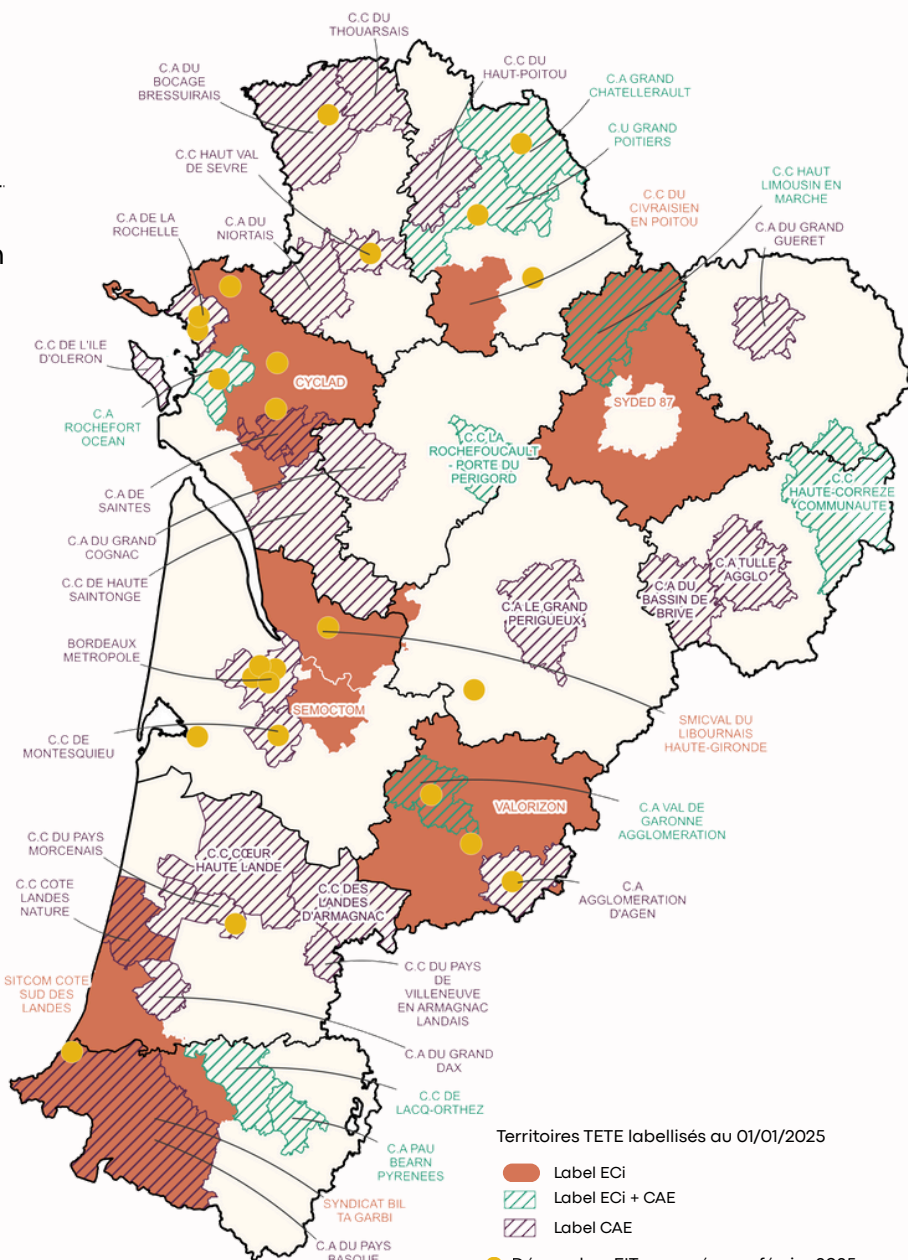 C.C DU
THOUARSAIS
C.A DU
BOCAGE
BRESSUIRAIS
C.C DU
HAUT-POITOU
C.A GRAND
CHATELLERAULT
C.U GRAND
POITIERS
C.C HAUT VAL
DE SEVRE
C.C HAUT
LIMOUSIN EN
MARCHE
C.C DU
CIVRAISIEN
EN POITOU
C.A DE LA
ROCHELLE
C.A DU
NIORTAIS
C.A DU GRAND
GUERET
C.C DE L'ILE
D'OLERON
CYCLAD
SYDED 87
C.A
ROCHEFORT
OCEAN
C.C LA
ROCHEFOUCAULT
- PORTE DU
PERIGORD
C.C
HAUTE-CORREZE
COMMUNAUTE
C.A DE
SAINTES
C.A DU GRAND
COGNAC
C.C DE HAUTE
SAINTONGE
C.A TULLE
AGGLO
C.A DU
BASSIN DE
BRIVE
C.A LE GRAND
PERIGUEUX
BORDEAUX
METROPOLE
SEMOCTOM
SMICVAL DU
LIBOURNAIS
HAUTE-GIRONDE
C.C DE
MONTESQUIEU
VALORIZON
C.A VAL DE
GARONNE
AGGLOMERATION
C.C DU PAYS
MORCENAIS
C.C CŒUR
HAUTE LANDE
C.C COTE
LANDES
NATURE
C.C DES
LANDES
D'ARMAGNAC
C.A
AGGLOMERATION
D'AGEN
SITCOM COTE
SUD DES
LANDES
C.C DU PAYS
DE
VILLENEUVE
EN ARMAGNAC
LANDAIS
C.A DU GRAND
DAX
C.C DE
LACQ-ORTHEZ
C.A PAU
BEARN
PYRENEES
SYNDICAT BIL
TA GARBI
C.A DU PAYS
BASQUE
Territoires TETE labellisés au 01/01/2025
Label ECi
Label ECi + CAE
Label CAE